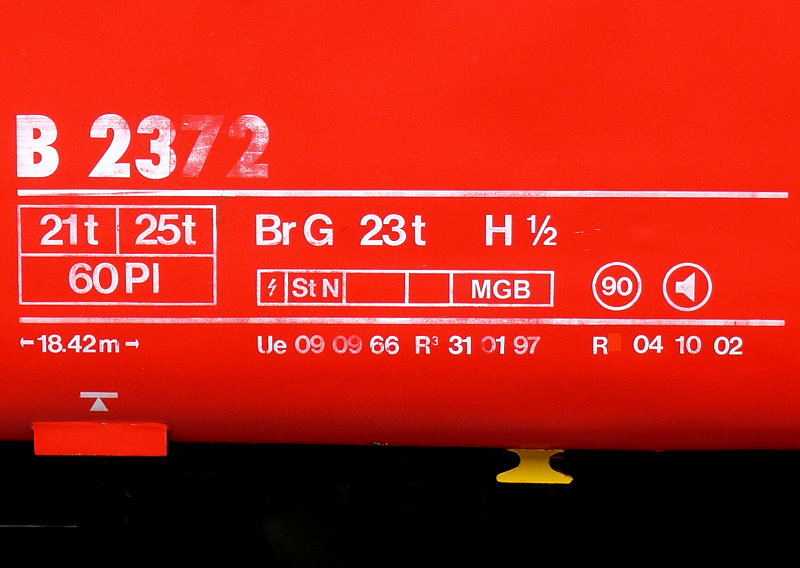 B 2372
21t 25t
60Pl
Br G 23t H ½
St N MGB 90
←18.42m→
Ue 09 09 66 R³ 31 01 97 R 04 10 02